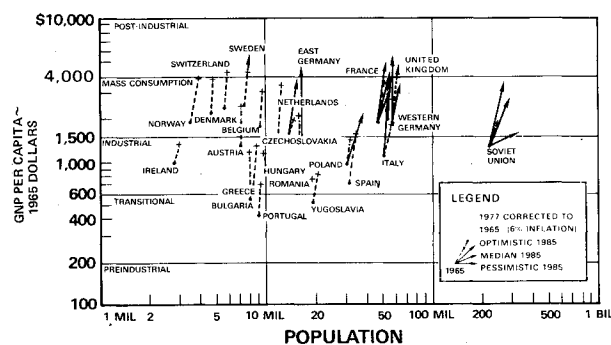 $10,000
4,000
1,500
1,000
600
400
200
100
GNP PER CAPITA~
1965 DOLLARS
POST-INDUSTRIAL
SWITZERLAND
SWEDEN
EAST
GERMANY
FRANCE
UNITED
KINGDOM
MASS CONSUMPTION
NETHERLANDS
NORWAY
DENMARK
BELGIUM
WESTERN
GERMANY
CZECHOSLOVAKIA
INDUSTRIAL
AUSTRIA
SOVIET
UNION
IRELAND
HUNGARY
POLAND
ITALY
ROMANIA
SPAIN
GREECE
TRANSITIONAL
BULGARIA
PORTUGAL
YUGOSLAVIA
LEGEND
1977 CORRECTED TO
1965 (6% INFLATION)
OPTIMISTIC 1985
MEDIAN 1985
1965
PESSIMISTIC 1985
PREINDUSTRIAL
1 MIL 2 5 10 MIL 20 50 100 MIL 200 500 1 BIL
POPULATION